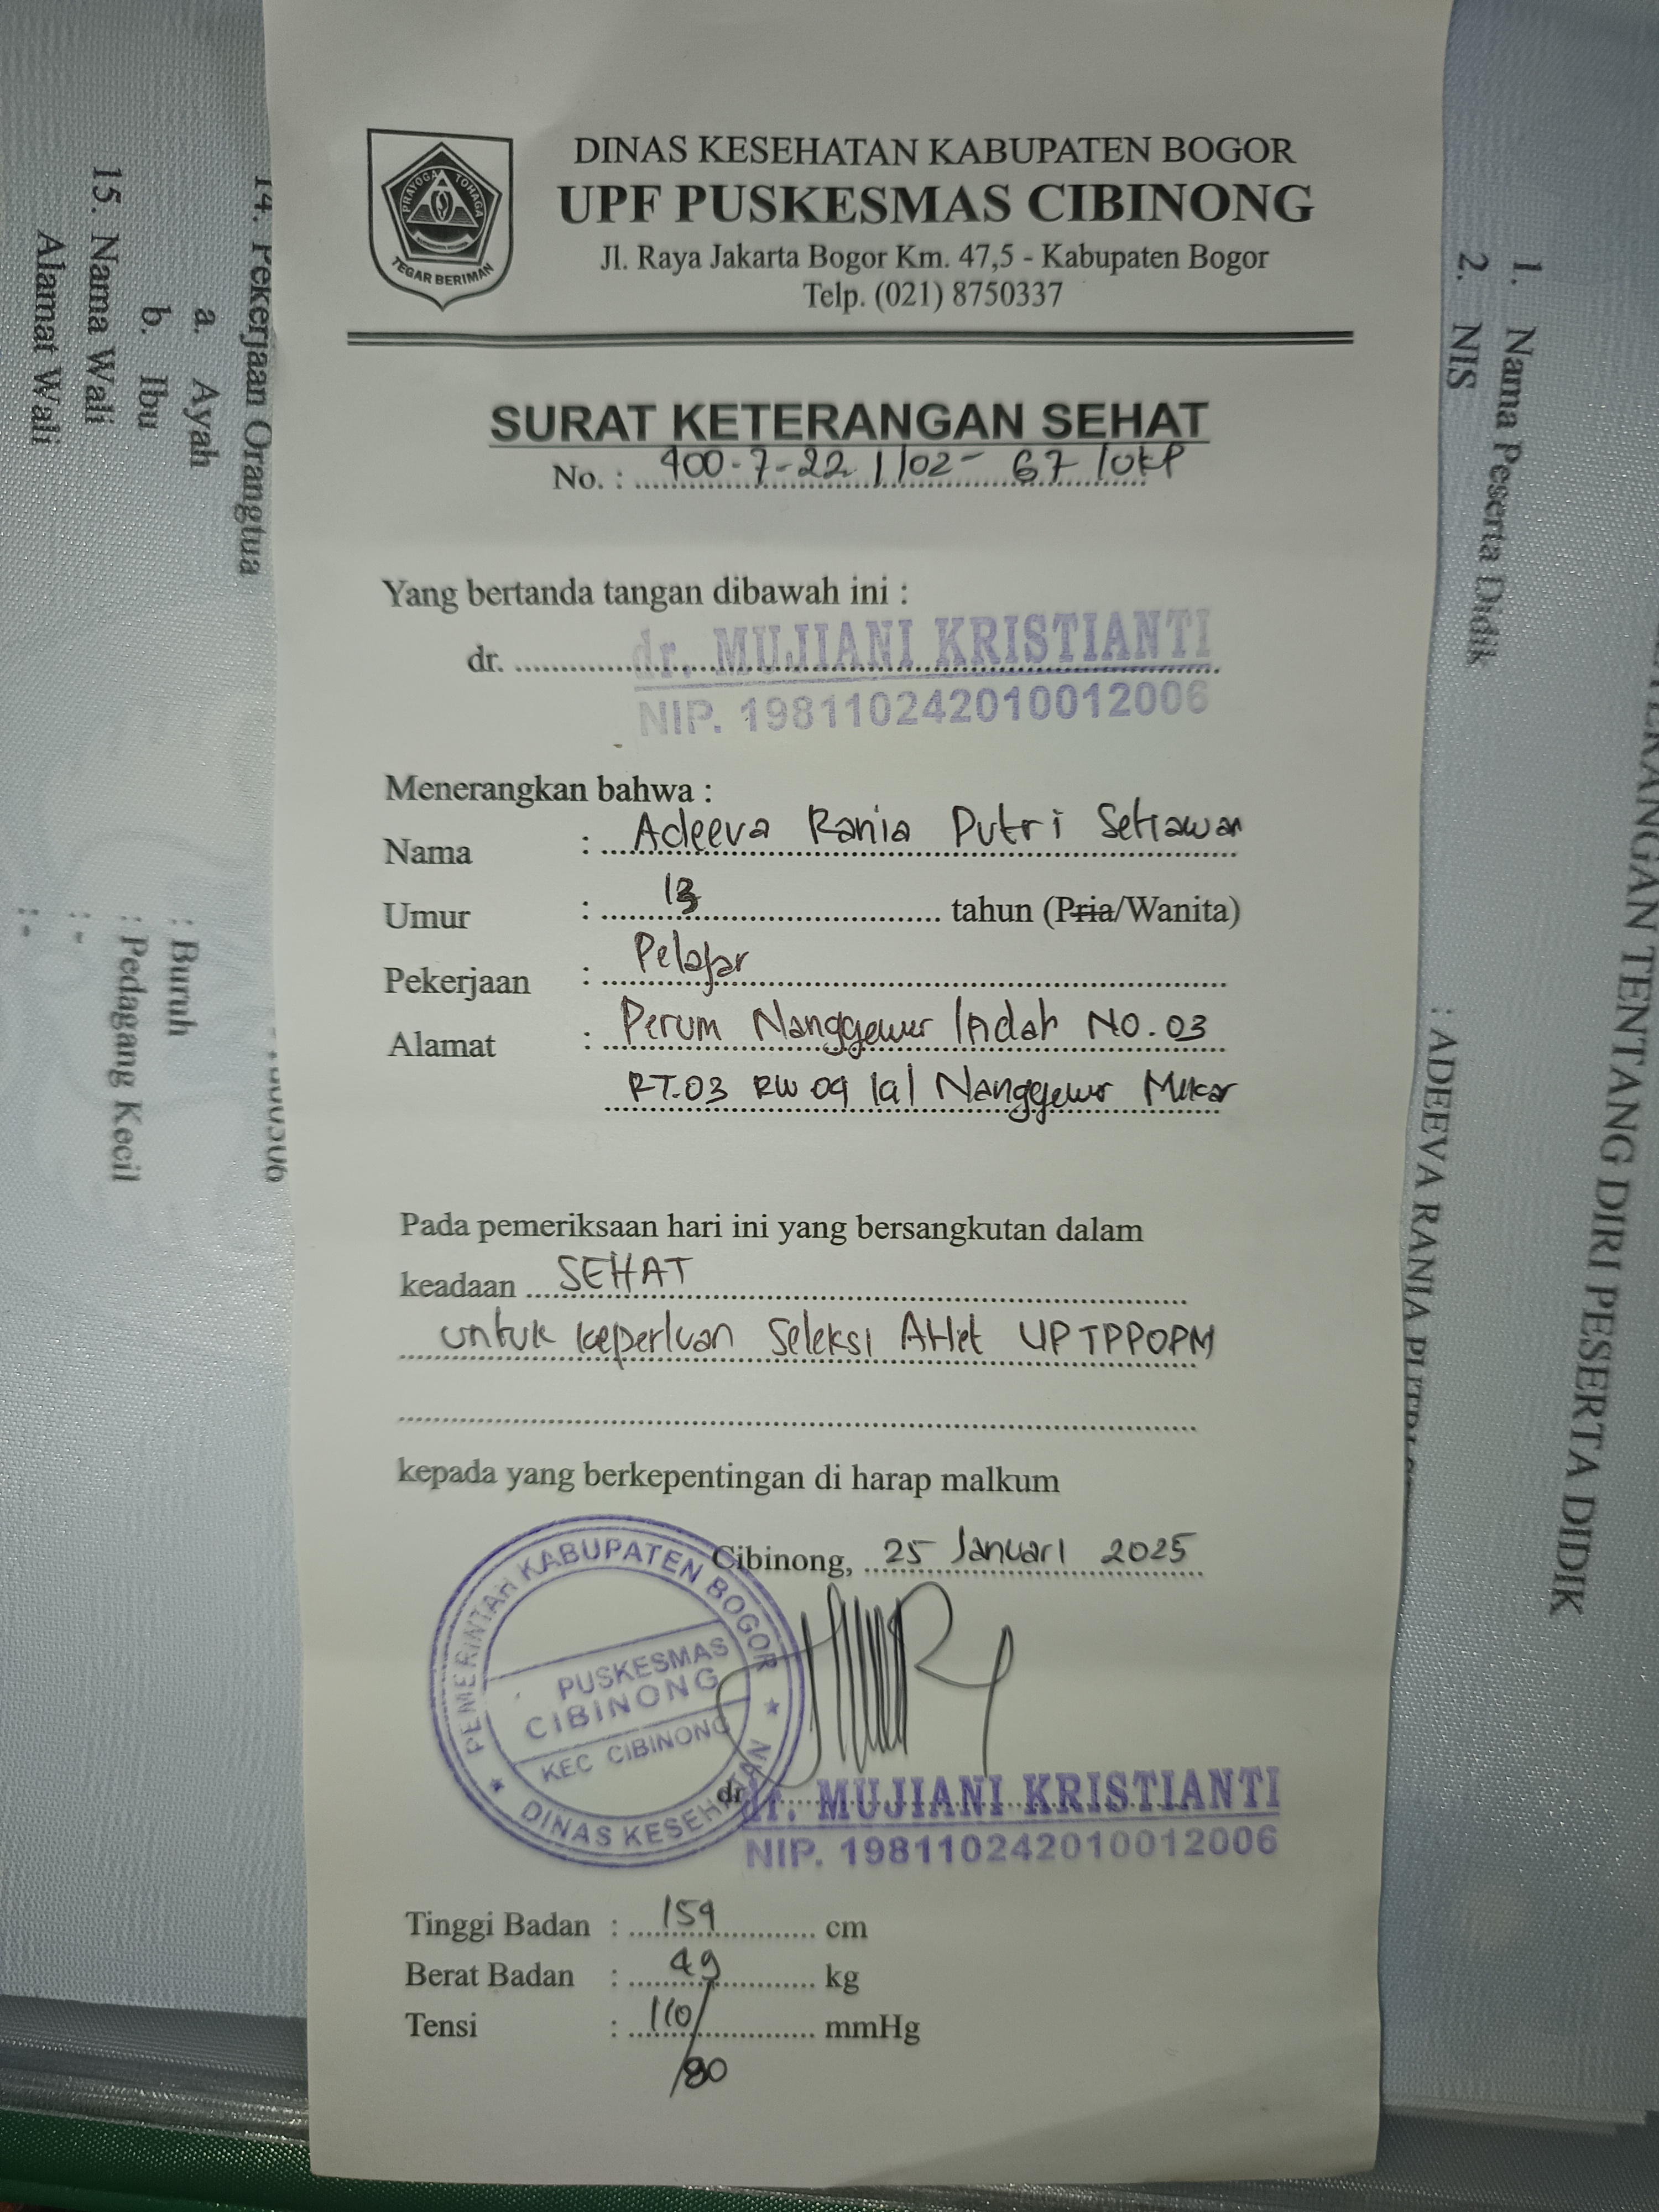 PRAYOGA TOHAGA
TEGAR BERIMAN
DINAS KESEHATAN KABUPATEN BOGOR
UPF PUSKESMAS CIBINONG
Jl. Raya Jakarta Bogor Km. 47,5 - Kabupaten Bogor
Telp. (021) 8750337
SURAT KETERANGAN SEHAT
No. : 400-7-22 1102- 67 /UKP
Yang bertanda tangan dibawah ini :
dr. dr. MUJIANI KRISTIANTI
NIP. 198110242010012006
Menerangkan bahwa :
Nama : Adeeva Rania Putri Setiawan
Umur : 13 tahun (Pria/Wanita)
Pekerjaan : Pelajar
Alamat : Perum Nanggewer Indah No. 03
RT.03 RW 09 Nanggewer Mekar
Pada pemeriksaan hari ini yang bersangkutan dalam
keadaan SEHAT
untuk keperluan Seleksi Atlet UPTPPOPM
kepada yang berkepentingan di harap malkum
Cibinong, 25 Januari 2025
PEMERINTAH KABUPATEN BOGOR
PUSKESMAS
CIBINONG
KEC CIBINONG
DINAS KESEHATAN
dr. dr. MUJIANI KRISTIANTI
NIP. 198110242010012006
Tinggi Badan : 159 cm
Berat Badan : 49 kg
Tensi : 110/ mmHg
/80
14. Pekerjaan Orangtua
a. Ayah : Buruh
b. Ibu : Pedagang Kecil
15. Nama Wali : -
Alamat Wali : -
TENTANG DIRI PESERTA DIDIK
1. Nama Peserta Didik : ADEEVA RANIA
2. NIS